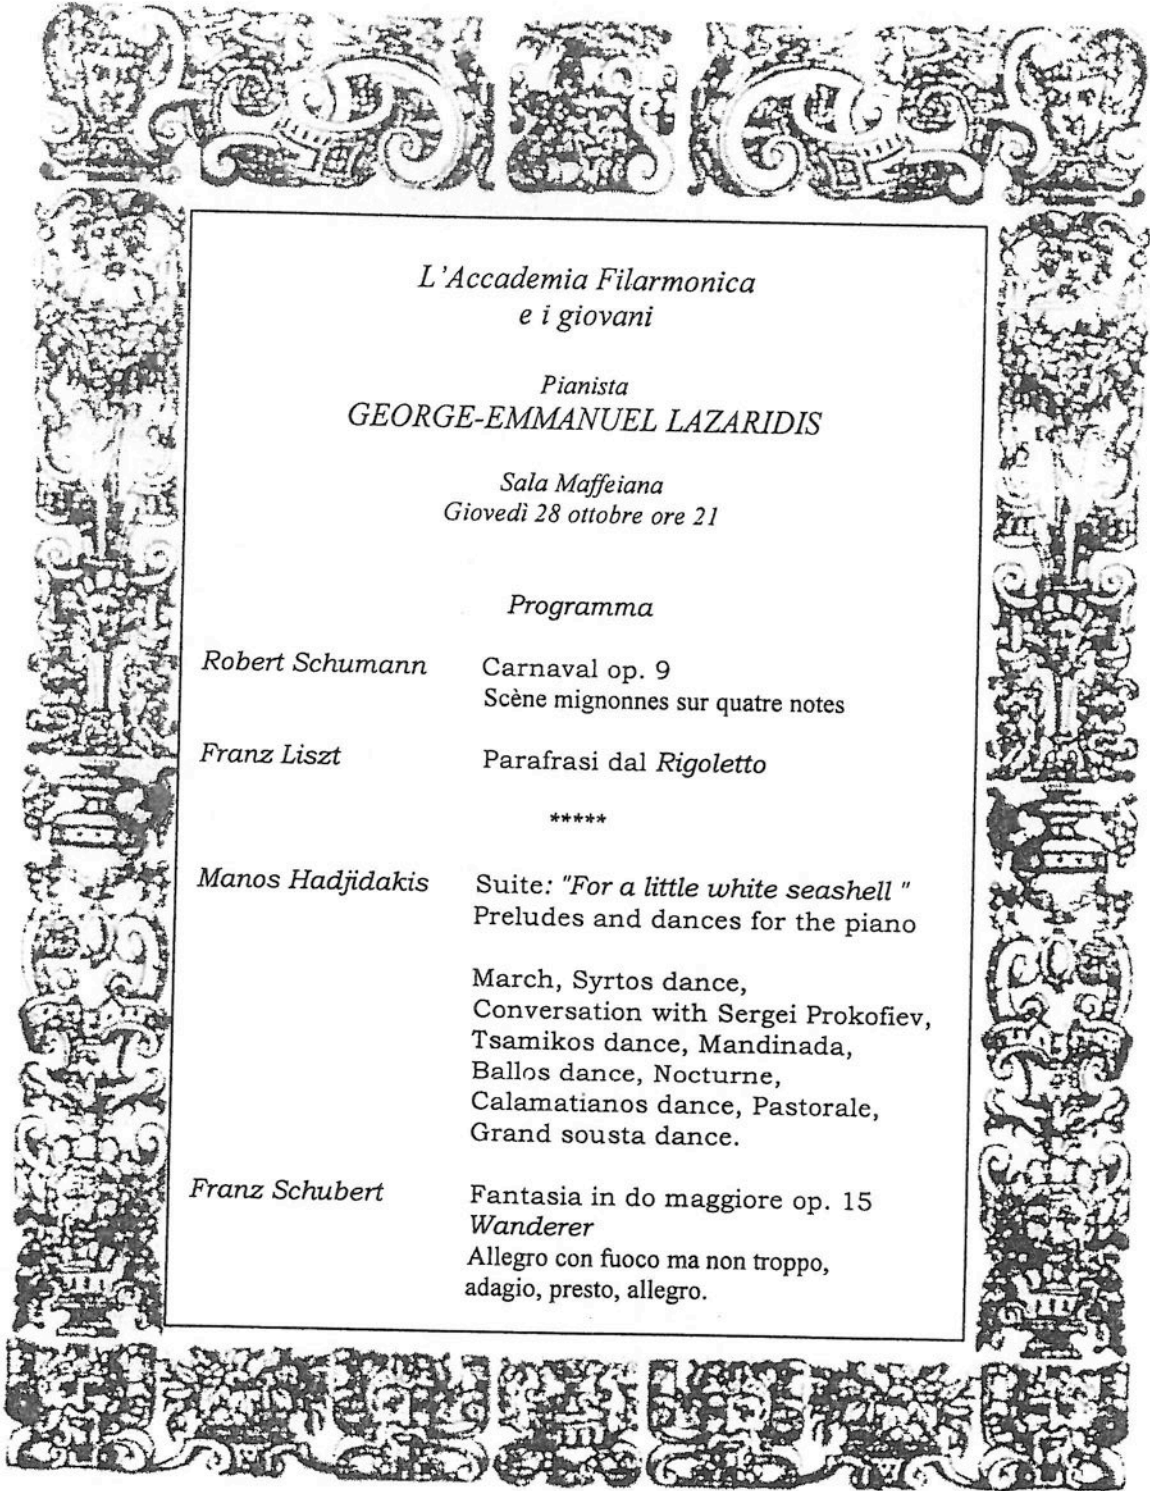 L'Accademia Filarmonica
e i giovani
Pianista
GEORGE-EMMANUEL LAZARIDIS
Sala Maffeiana
Giovedì 28 ottobre ore 21
Programma
Robert Schumann Carnaval op. 9
Scène mignonnes sur quatre notes
Franz Liszt Parafrasi dal Rigoletto
*****
Manos Hadjidakis Suite: "For a little white seashell "
Preludes and dances for the piano
March, Syrtos dance,
Conversation with Sergei Prokofiev,
Tsamikos dance, Mandinada,
Ballos dance, Nocturne,
Calamatianos dance, Pastorale,
Grand sousta dance.
Franz Schubert Fantasia in do maggiore op. 15
Wanderer
Allegro con fuoco ma non troppo,
adagio, presto, allegro.